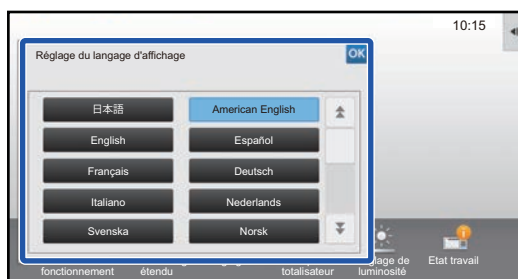 10:15
Réglage du langage d'affichage
OK
日本語
American English
English
Español
Français
Deutsch
Italiano
Nederlands
Svenska
Norsk
de
Etat travail
fonctionnement
étendu
totalisateur
luminosité